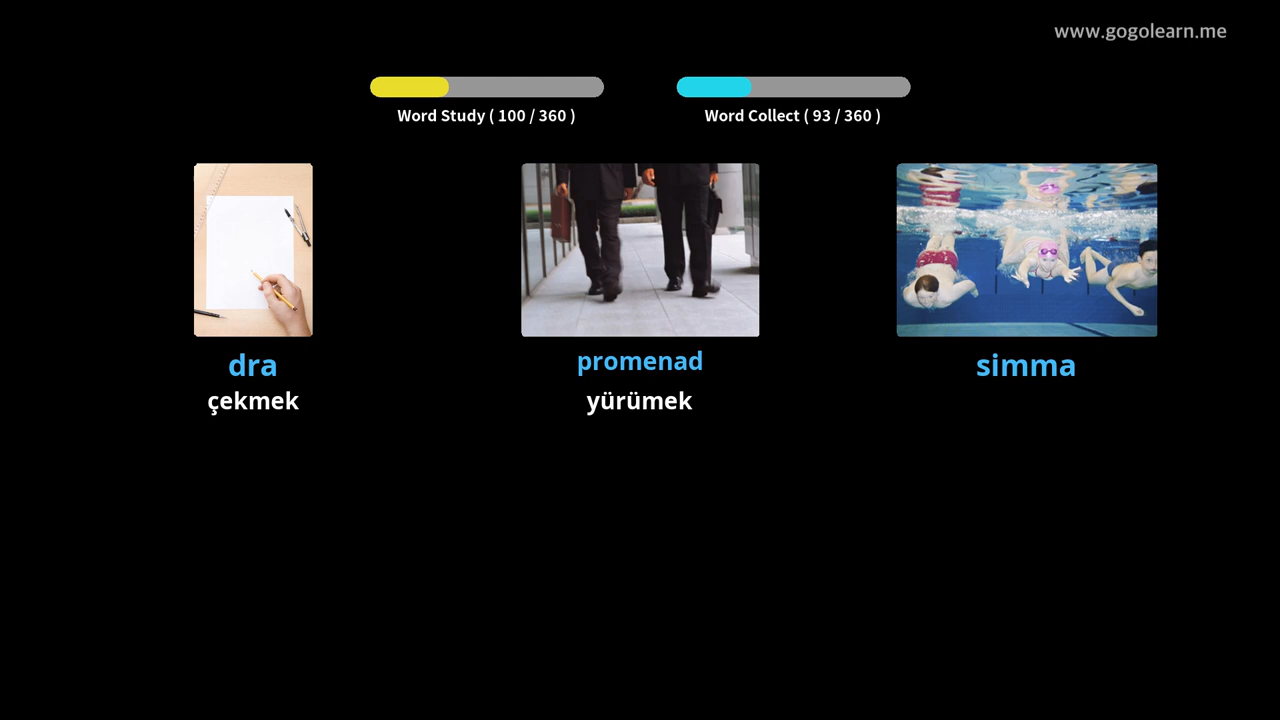 www.gogolearn.me
Word Study ( 100 / 360 )
Word Collect ( 93 / 360 )
dra
çekmek
promenad
yürümek
simma